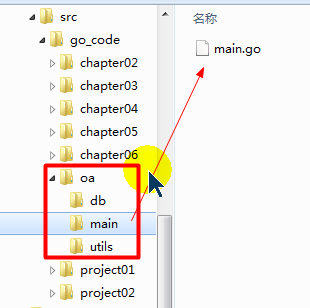 src
go_code
chapter02
chapter03
chapter04
chapter05
chapter06
oa
db
main
utils
project01
project02
名称
main.go